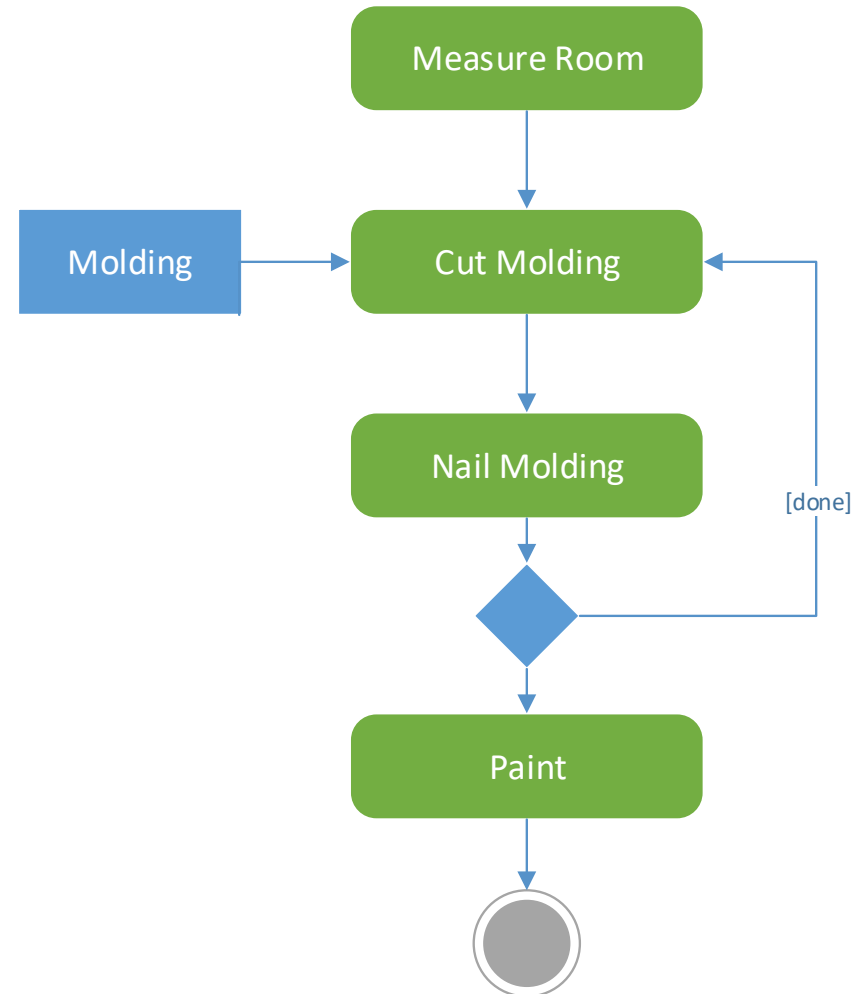 Measure Room
Molding
Cut Molding
Nail Molding
[done]
Paint